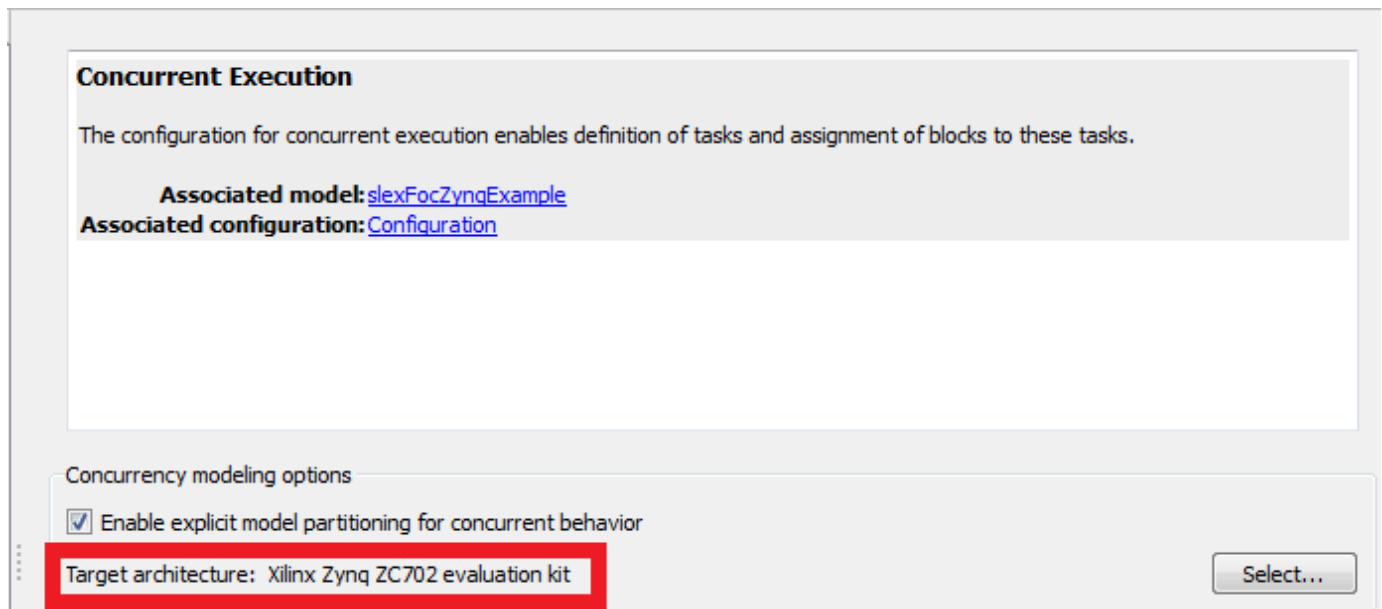 Concurrent Execution
The configuration for concurrent execution enables definition of tasks and assignment of blocks to these tasks.
Associated model: slexFocZynqExample
Associated configuration: Configuration
Concurrency modeling options
Enable explicit model partitioning for concurrent behavior
Target architecture: Xilinx Zynq ZC702 evaluation kit
Select...